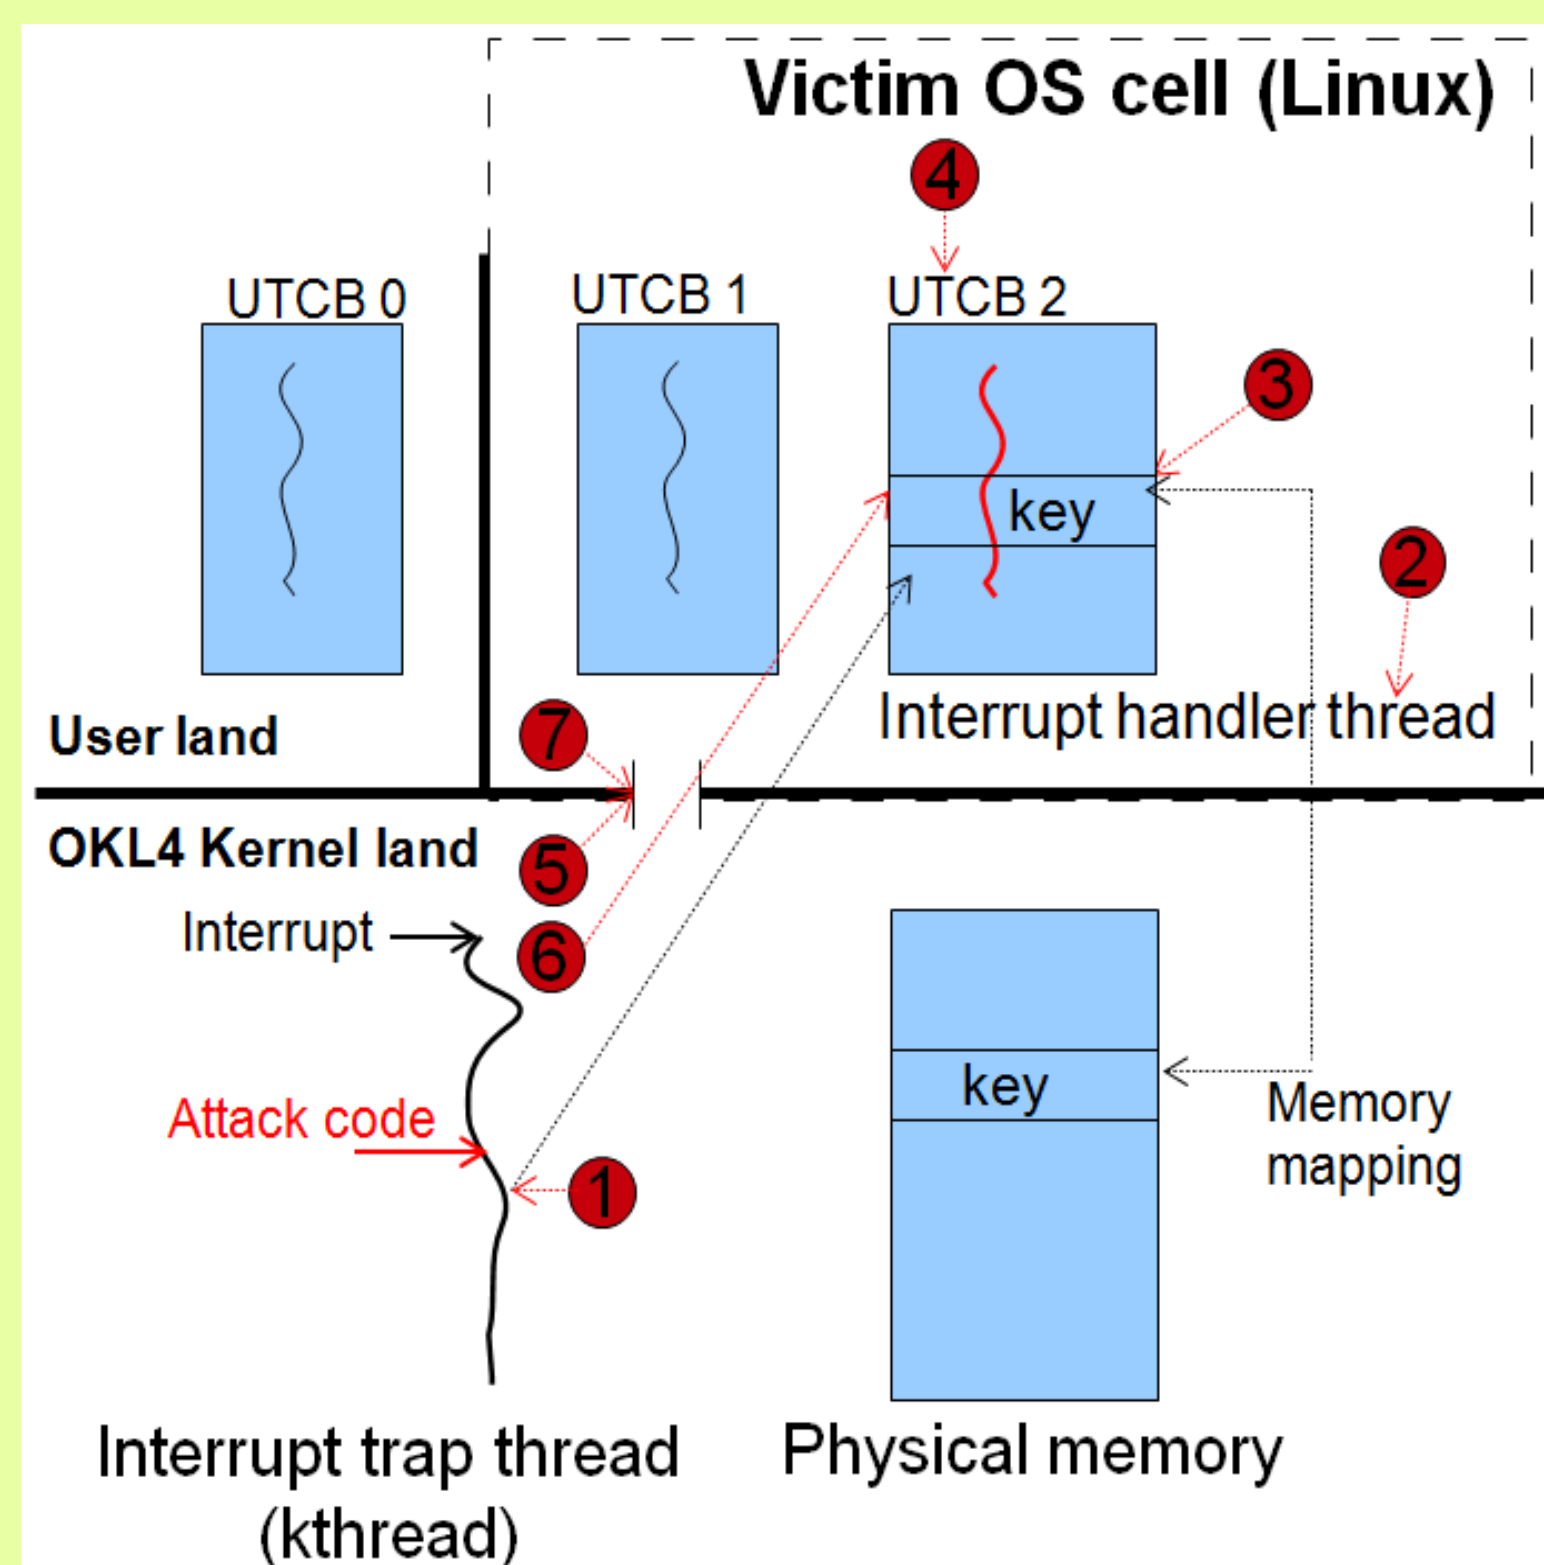 Victim OS cell (Linux)
4
UTCB 0
UTCB 1
UTCB 2
3
key
2
Interrupt handler thread
7
User land
OKL4 Kernel land
5
Interrupt
6
key
Attack code
Memory
mapping
1
Interrupt trap thread
(kthread)
Physical memory